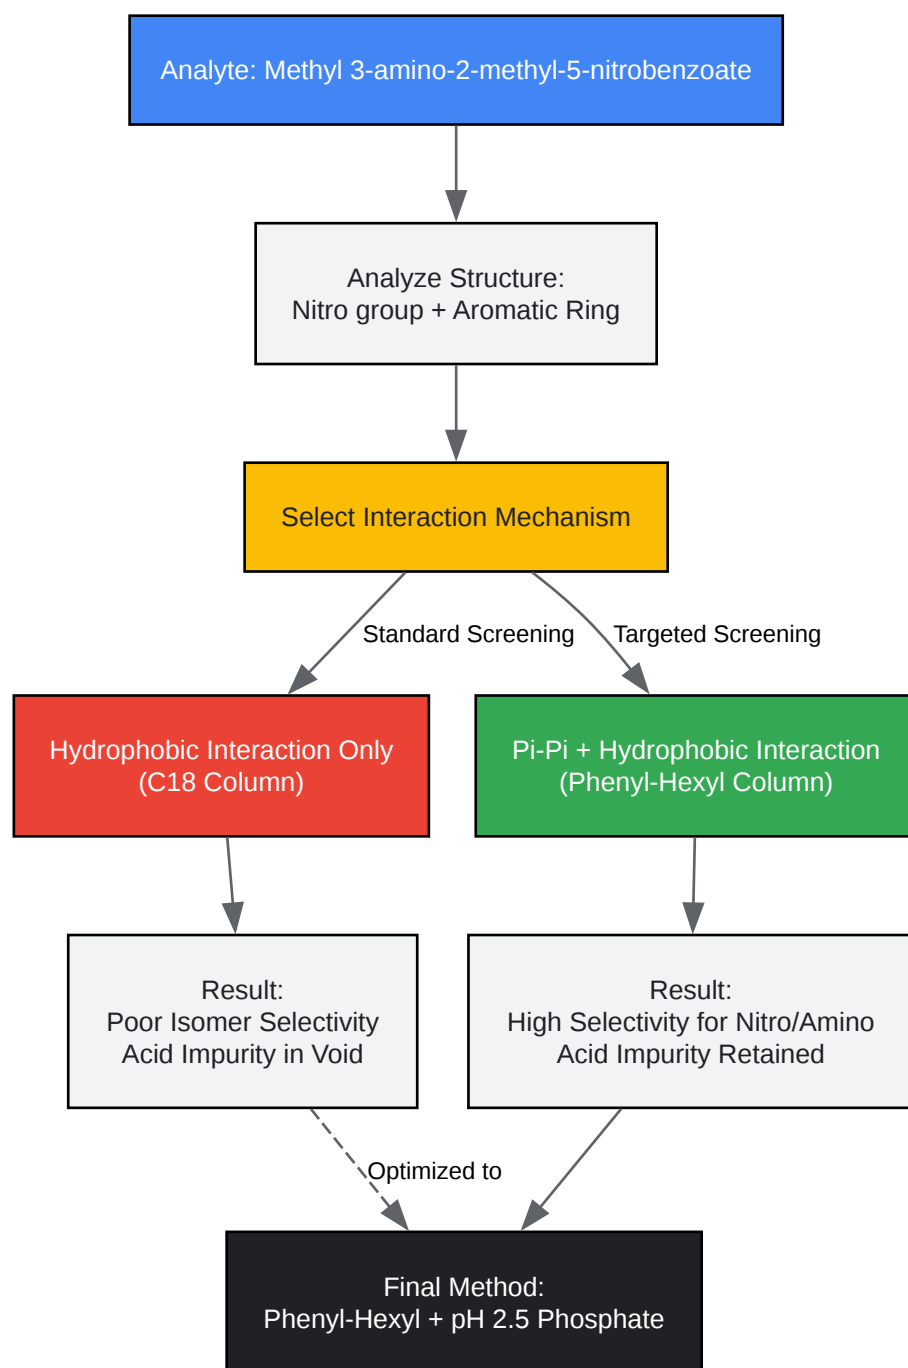 Analyte: Methyl 3-amino-2-methyl-5-nitrobenzoate
Analyze Structure:
Nitro group + Aromatic Ring
Select Interaction Mechanism
Standard Screening
Targeted Screening
Hydrophobic Interaction Only
(C18 Column)
Pi-Pi + Hydrophobic Interaction
(Phenyl-Hexyl Column)
Result:
Poor Isomer Selectivity
Acid Impurity in Void
Result:
High Selectivity for Nitro/Amino
Acid Impurity Retained
Optimized to
Final Method:
Phenyl-Hexyl + pH 2.5 Phosphate